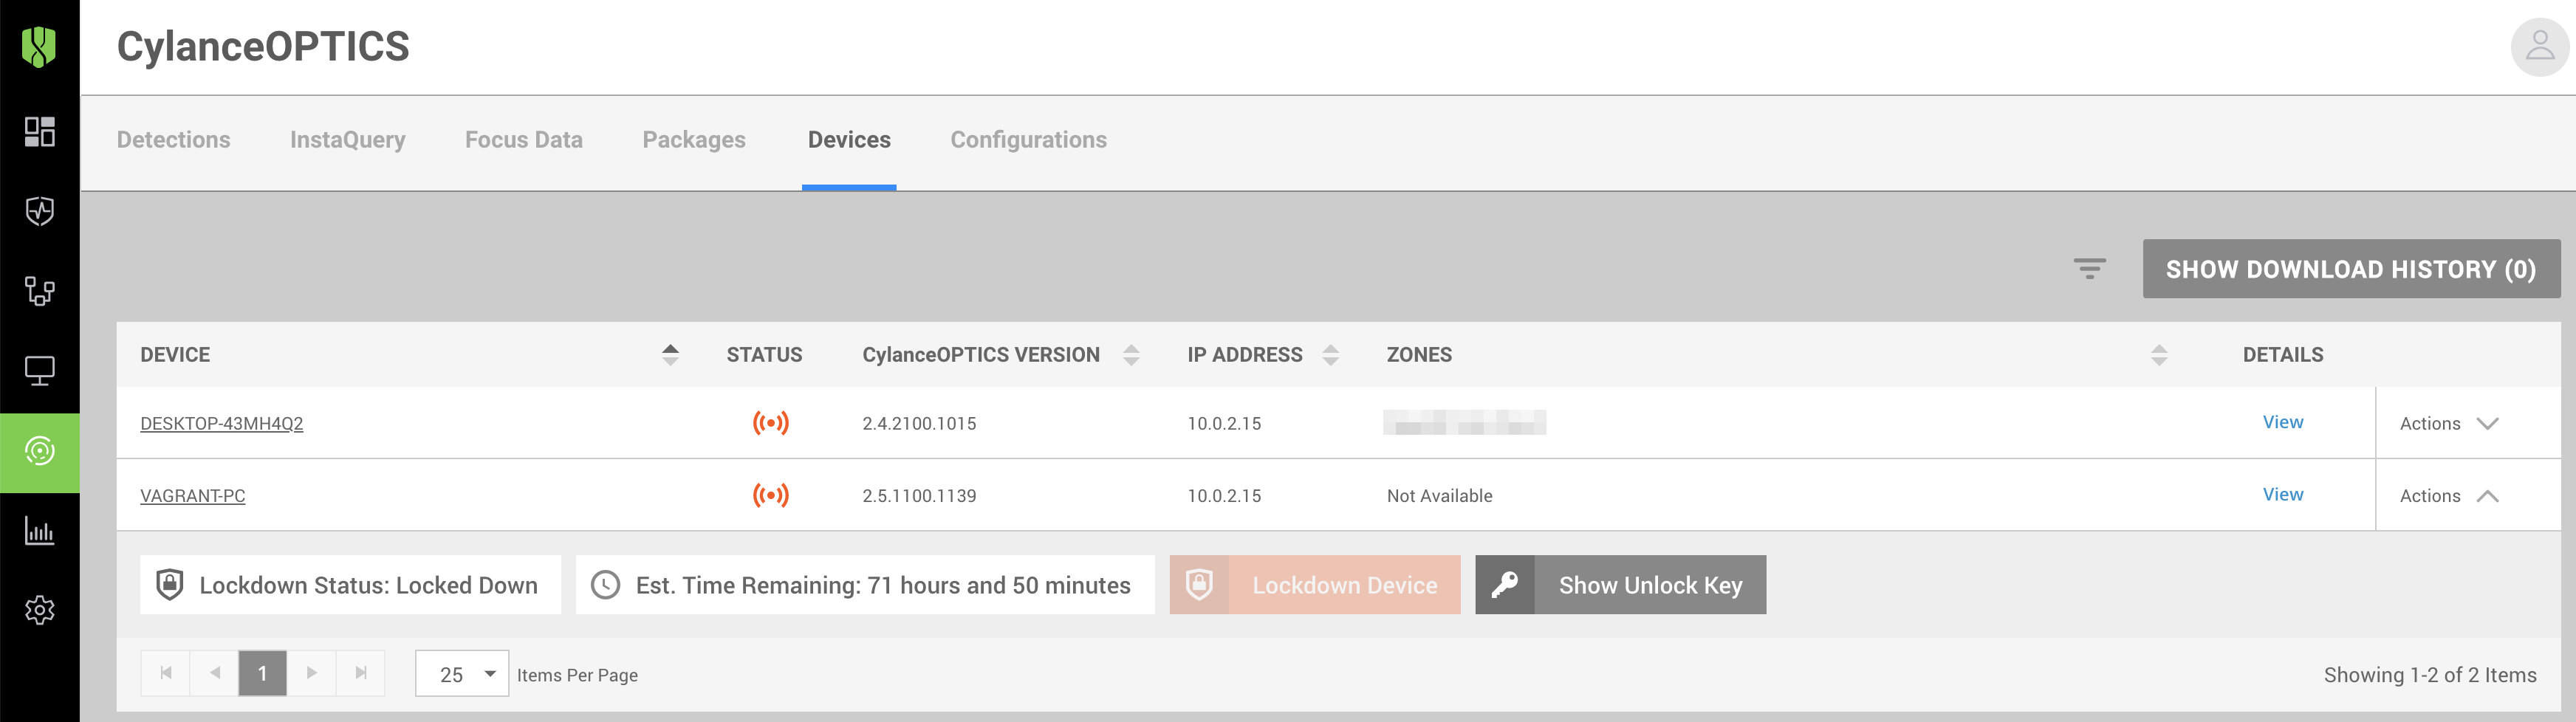 CylanceOPTICS
Detections InstaQuery Focus Data Packages Devices Configurations
SHOW DOWNLOAD HISTORY (0)
DEVICE STATUS CylanceOPTICS VERSION IP ADDRESS ZONES DETAILS
DESKTOP-43MH4Q2 2.4.2100.1015 10.0.2.15 View Actions
VAGRANT-PC 2.5.1100.1139 10.0.2.15 Not Available View Actions
Lockdown Status: Locked Down Est. Time Remaining: 71 hours and 50 minutes Lockdown Device Show Unlock Key
1 25 Items Per Page Showing 1-2 of 2 Items